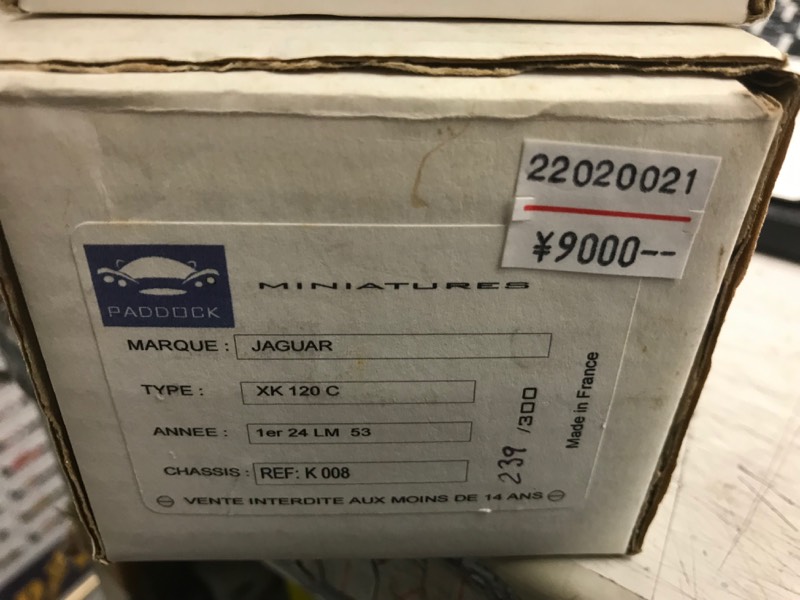 22020021
¥9000--
PADDOCK
MINIATURES
MARQUE : JAGUAR
TYPE : XK 120 C
ANNEE : 1er 24 LM 53
CHASSIS : REF: K 008
VENTE INTERDITE AUX MOINS DE 14 ANS
239 /300
Made in France